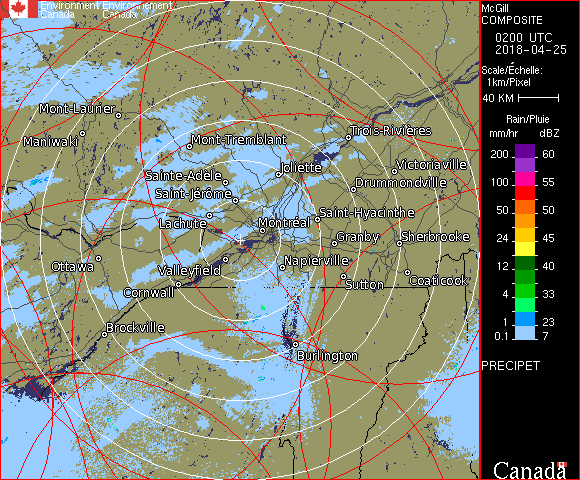 Environment Environnement
Canada Canada
McGill
COMPOSITE
0200 UTC
2018-04-25
Scale/Échelle:
1km/Pixel
40 KM
Rain/Pluie
mm/hr dBZ
200 60
100 55
50 50
24 45
12 40
4 33
1 23
0.1 7
PRECIPET
Canada
Mont-Laurier
Maniwaki
Mont-Tremblant
Trois-Rivières
Sainte-Adèle
Joliette
Victoriaville
Saint-Jérôme
Drummondville
Lachute
Montréal
Saint-Hyacinthe
Granby
Sherbrooke
Ottawa
Valleyfield
Napierville
Cornwall
Sutton
Coaticook
Brockville
Burlington